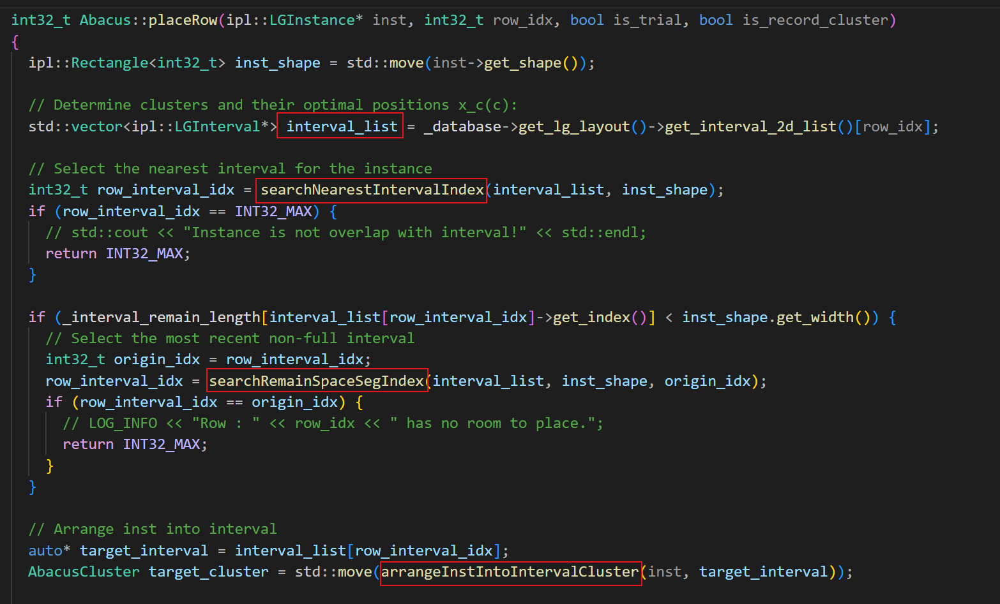 int32_t Abacus::placeRow(ipl::LGInstance* inst, int32_t row_idx, bool is_trial, bool is_record_cluster)
{
  ipl::Rectangle<int32_t> inst_shape = std::move(inst->get_shape());

  // Determine clusters and their optimal positions x_c(c):
  std::vector<ipl::LGInterval*> interval_list = _database->get_lg_layout()->get_interval_2d_list()[row_idx];

  // Select the nearest interval for the instance
  int32_t row_interval_idx = searchNearestIntervalIndex(interval_list, inst_shape);
  if (row_interval_idx == INT32_MAX) {
    // std::cout << "Instance is not overlap with interval!" << std::endl;
    return INT32_MAX;
  }

  if (_interval_remain_length[interval_list[row_interval_idx]->get_index()] < inst_shape.get_width()) {
    // Select the most recent non-full interval
    int32_t origin_idx = row_interval_idx;
    row_interval_idx = searchRemainSpaceSegIndex(interval_list, inst_shape, origin_idx);
    if (row_interval_idx == origin_idx) {
      // LOG_INFO << "Row : " << row_idx << " has no room to place.";
      return INT32_MAX;
    }
  }

  // Arrange inst into interval
  auto* target_interval = interval_list[row_interval_idx];
  AbacusCluster target_cluster = std::move(arrangeInstIntoIntervalCluster(inst, target_interval));